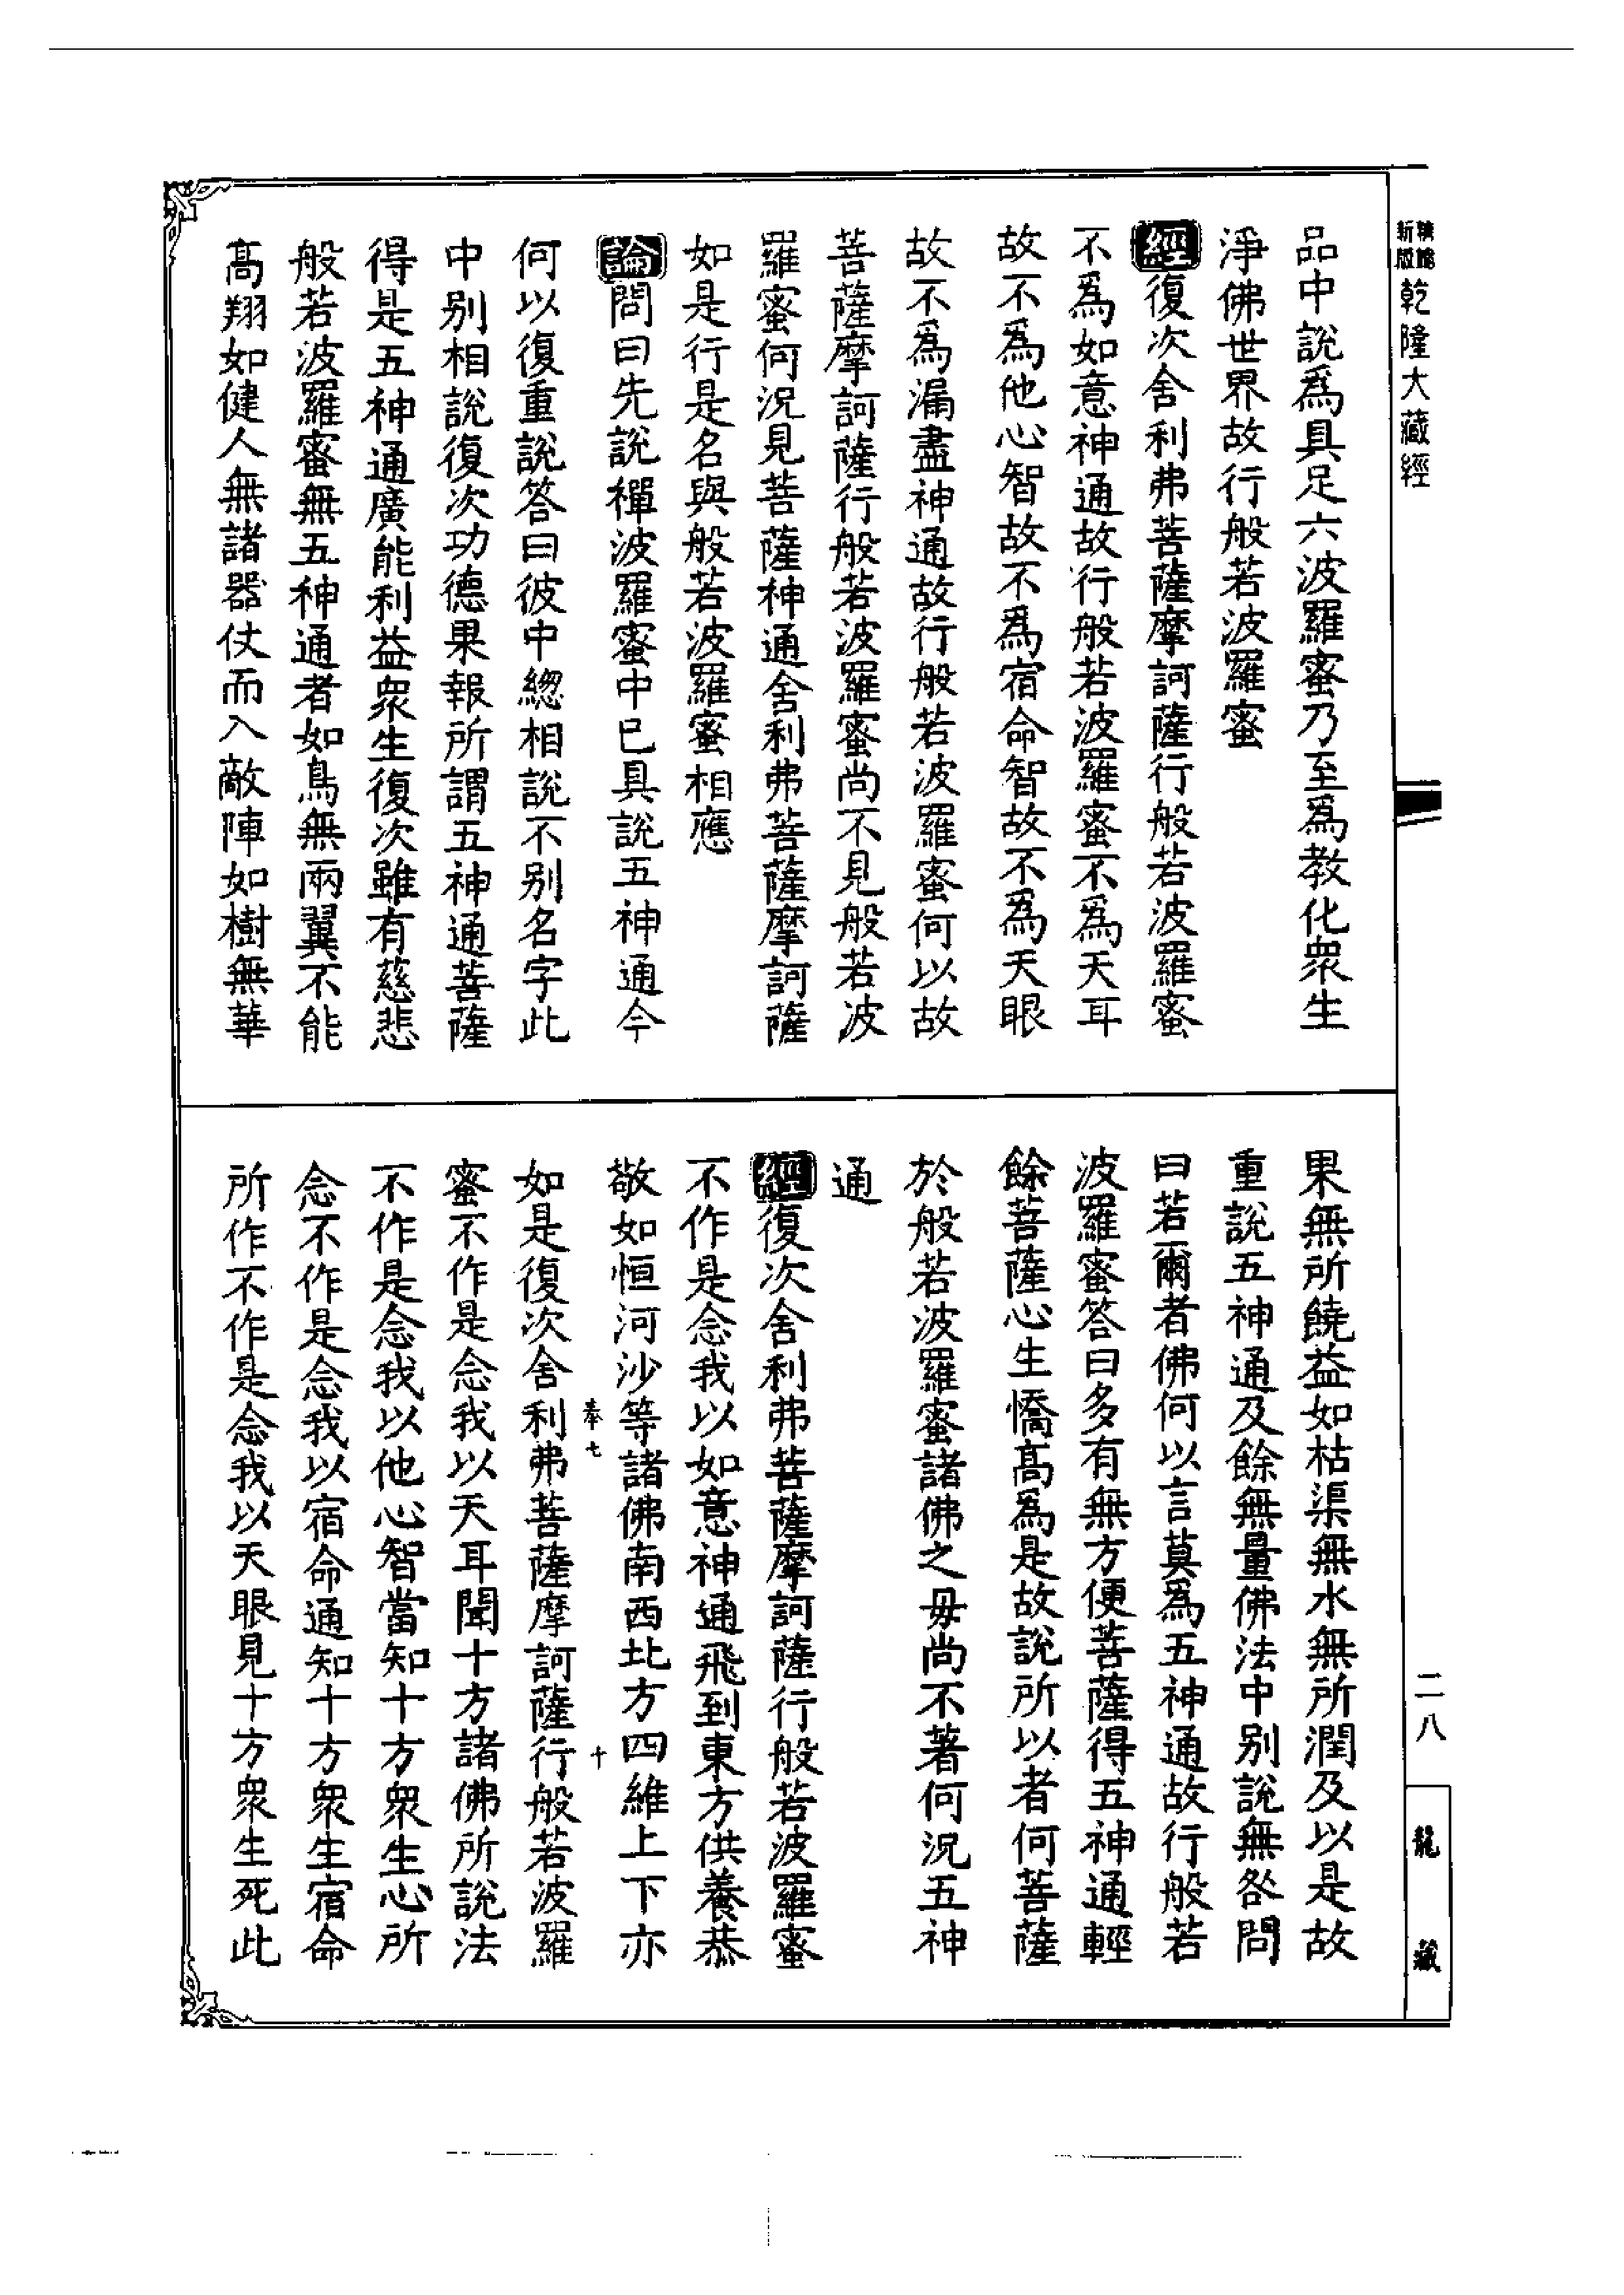 新版
乾隆大藏經
品中說爲具足六波羅蜜乃至爲教化衆生
淨佛世界故行般若波羅蜜
經復次舍利弗菩薩摩訶薩行般若波羅蜜
不爲如意神通故行般若波羅蜜不爲天耳
故不爲他心智故不爲宿命智故不爲天眼
故不爲漏盡神通故行般若波羅蜜何以故
菩薩摩訶薩行般若波羅蜜尚不見般若波
羅蜜何況見菩薩神通舍利弗菩薩摩訶薩
如是行是名與般若波羅蜜相應
論問曰先說禪波羅蜜中已具說五神通今
何以復重說答曰彼中總相說不別名字此
中別相說復次功德果報所謂五神通菩薩
得是五神通廣能利益衆生復次雖有慈悲
般若波羅蜜無五神通者如鳥無兩翼不能
高翔如健人無諸器仗而入敵陣如樹無華
果無所饒益如枯渠無水無所潤及以是故
重說五神通及餘無量佛法中別說無咎問
曰若爾者佛何以言莫爲五神通故行般若
波羅蜜答曰多有無方便菩薩得五神通輕
餘菩薩心生憍高爲是故說所以者何菩薩
於般若波羅蜜諸佛之母尚不著何況五神
通
經復次舍利弗菩薩摩訶薩行般若波羅蜜
不作是念我以如意神通飛到東方供養恭
敬如恒河沙等諸佛南西北方四維上下亦
奉七
十
如是復次舍利弗菩薩摩訶薩行般若波羅
蜜不作是念我以天耳聞十方諸佛所說法
不作是念我以他心智當知十方衆生心所
念不作是念我以宿命通知十方衆生宿命
所作不作是念我以天眼見十方衆生死此
二八
龍藏